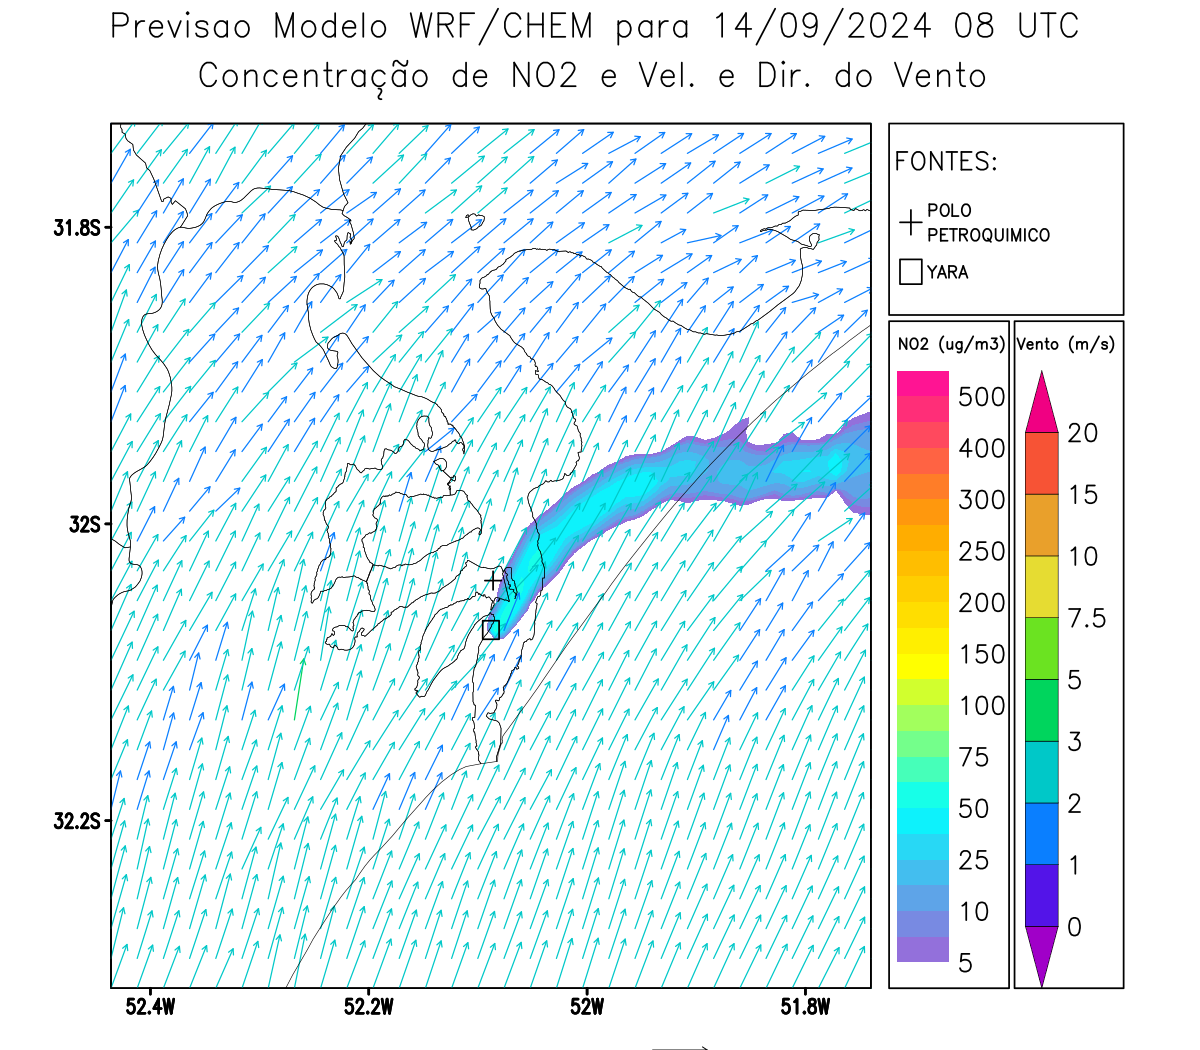 Previsao Modelo WRF/CHEM para 14/09/2024 08 UTC
Concentração de NO2 e Vel. e Dir. do Vento
FONTES:
POLO
PETROQUIMICO
YARA
31.8S
32S
32.2S
52.4W
52.2W
52W
51.8W
NO2 (ug/m3)
500
400
300
250
200
150
100
75
50
25
10
5
Vento (m/s)
20
15
10
7.5
5
3
2
1
0